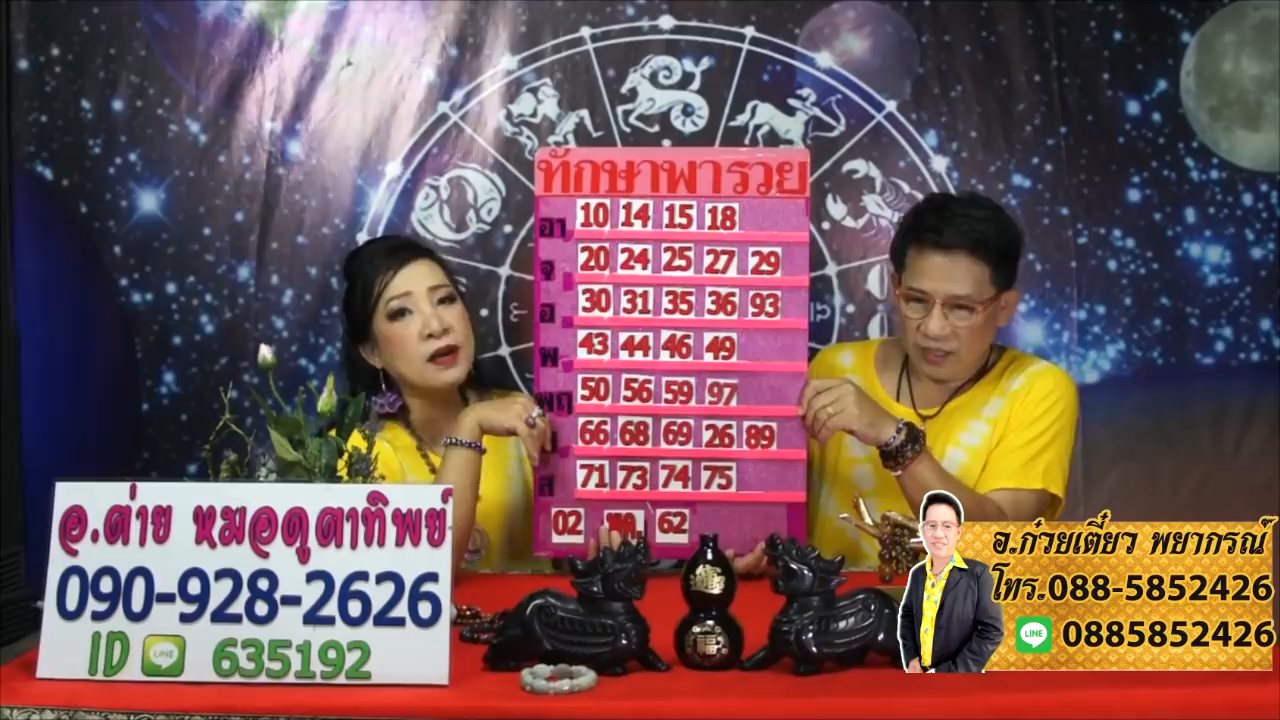 ทักษาพารวย
อา 10 14 15 18
จ 20 24 25 27 29
อ 30 31 35 36 93
พ 43 44 46 49
พฤ 50 56 59 97
66 68 69 26 89
ส 71 73 74 75
02 62
อ.ต่าย หมอดูตาทิพย์
090-928-2626
ID LINE 635192
อ.ก๋วยเตี๋ยว พยากรณ์
โทร.088-5852426
LINE 0885852426